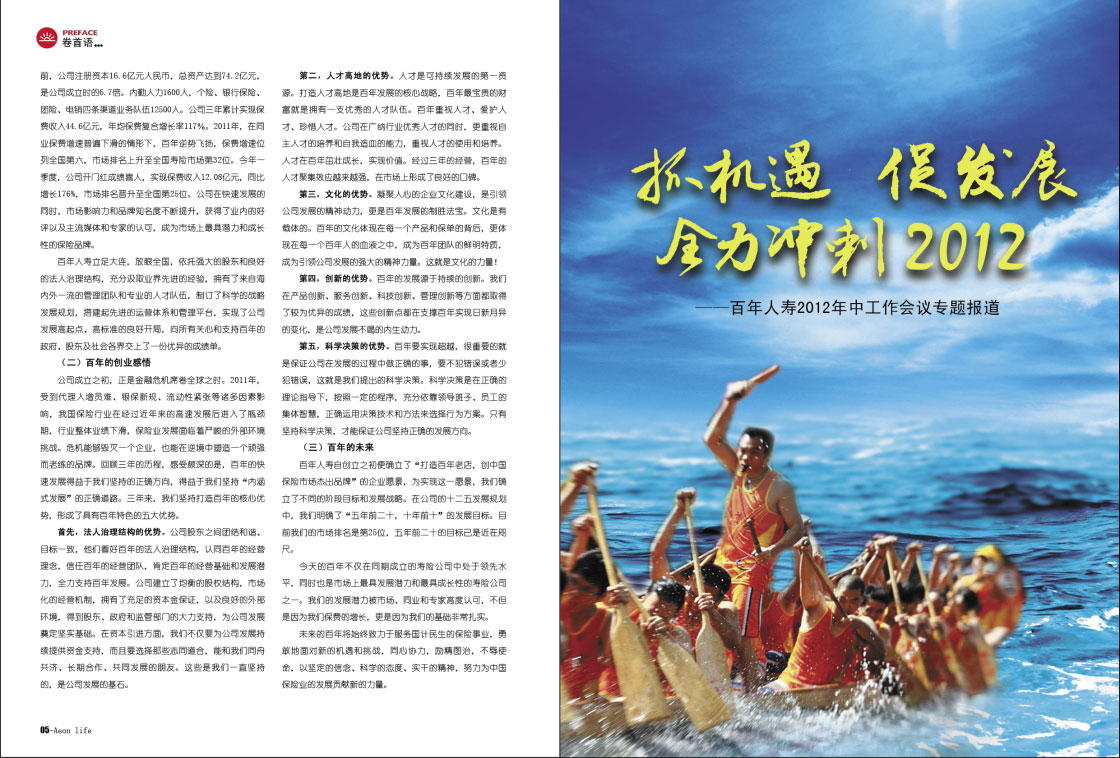 PREFACE
卷首语...
前，公司注册资本16.6亿元人民币，总资产达到74.2亿元，
是公司成立时的6.7倍。内勤人力1600人，个险、银行保险、
团险、电销四条渠道业务队伍12500人。公司三年累计实现保
费收入44.6亿元，年均保费复合增长率117%。2011年，在同
业保费增速普遍下滑的情形下，百年逆势飞扬，保费增速位
列全国第六，市场排名上升至全国寿险市场第32位。今年一
季度，公司开门红成绩喜人，实现保费收入12.08亿元，同比
增长176%，市场排名晋升至全国第25位。公司在快速发展的
同时，市场影响力和品牌知名度不断提升，获得了业内的好
评以及主流媒体和专家的认可，成为市场上最具潜力和成长
性的保险品牌。
百年人寿立足大连，放眼全国，依托强大的股东和良好
的法人治理结构，充分汲取业界先进的经验，拥有了来自海
内外一流的管理团队和专业的人才队伍，制订了科学的战略
发展规划，搭建起先进的运营体系和管理平台，实现了公司
发展高起点、高标准的良好开局，向所有关心和支持百年的
政府、股东及社会各界交上了一份优异的成绩单。
（二）百年的创业感悟
公司成立之初，正是金融危机席卷全球之时。2011年，
受到代理人增员难、银保新规、流动性紧张等诸多因素影
响，我国保险行业在经过近年来的高速发展后进入了瓶颈
期，行业整体业绩下滑，保险业发展面临着严峻的外部环境
挑战。危机能够毁灭一个企业，也能在逆境中塑造一个顽强
而老练的品牌。回顾三年的历程，感受颇深的是，百年的快
速发展得益于我们坚持的正确方向，得益于我们坚持“内涵
式发展”的正确道路。三年来，我们坚持打造百年的核心优
势，形成了具有百年特色的五大优势。
首先，法人治理结构的优势。公司股东之间团结和谐、
目标一致，他们看好百年的法人治理结构，认同百年的经营
理念，信任百年的经营团队，肯定百年的经营基础和发展潜
力，全力支持百年发展。公司建立了均衡的股权结构，市场
化的经营机制，拥有了充足的资本金保证，以及良好的外部
环境，得到股东、政府和监管部门的大力支持，为公司发展
奠定坚实基础。在资本引进方面，我们不仅要为公司发展持
续提供资金支持，而且要选择那些志同道合，能和我们同舟
共济、长期合作、共同发展的朋友。这些是我们一直坚持
的，是公司发展的基石。
05-Aeon life
第二，人才高地的优势。人才是可持续发展的第一资
源。打造人才高地是百年发展的核心战略，百年最宝贵的财
富就是拥有一支优秀的人才队伍。百年重视人才、爱护人
才、珍惜人才。公司在广纳行业优秀人才的同时，更重视自
主人才的培养和自我造血的能力，重视人才的使用和培养。
人才在百年茁壮成长，实现价值。经过三年的经营，百年的
人才聚集效应越来越强，在市场上形成了良好的口碑。
第三，文化的优势。凝聚人心的企业文化建设，是引领
公司发展的精神动力，更是百年发展的制胜法宝。文化是有
载体的。百年的文化体现在每一个产品和保单的背后，更体
现在每一个百年人的血液之中，成为百年团队的鲜明特质，
成为引领公司发展的强大的精神力量。这就是文化的力量！
第四，创新的优势。百年的发展源于持续的创新。我们
在产品创新、服务创新、科技创新、管理创新等方面都取得
了较为优异的成绩，这些创新点都在支撑百年实现日新月异
的变化，是公司发展不竭的内生动力。
第五，科学决策的优势。百年要实现超越，很重要的就
是保证公司在发展的过程中做正确的事，要不犯错误或者少
犯错误，这就是我们提出的科学决策。科学决策是在正确的
理论指导下，按照一定的程序，充分依靠领导班子、员工的
集体智慧，正确运用决策技术和方法来选择行为方案。只有
坚持科学决策，才能保证公司坚持正确的发展方向。
（三）百年的未来
百年人寿自创立之初便确立了“打造百年老店，创中国
保险市场杰出品牌”的企业愿景，为实现这一愿景，我们确
立了不同的阶段目标和发展战略。在公司的十二五发展规划
中，我们明确了“五年前二十，十年前十”的发展目标。目
前我们的市场排名是第25位，五年前二十的目标已是近在咫
尺。
今天的百年不仅在同期成立的寿险公司中处于领先水
平，同时也是市场上最具发展潜力和最具成长性的寿险公司
之一。我们的发展潜力被市场、同业和专家高度认可，不但
是因为我们保费的增长，更是因为我们的基础非常扎实。
未来的百年将始终致力于服务国计民生的保险事业，勇
敢地面对新的机遇和挑战，同心协力，励精图治，不辱使
命，以坚定的信念、科学的态度、实干的精神，努力为中国
保险业的发展贡献新的力量。
抓机遇 促发展
全力冲刺2012
——百年人寿2012年中工作会议专题报道